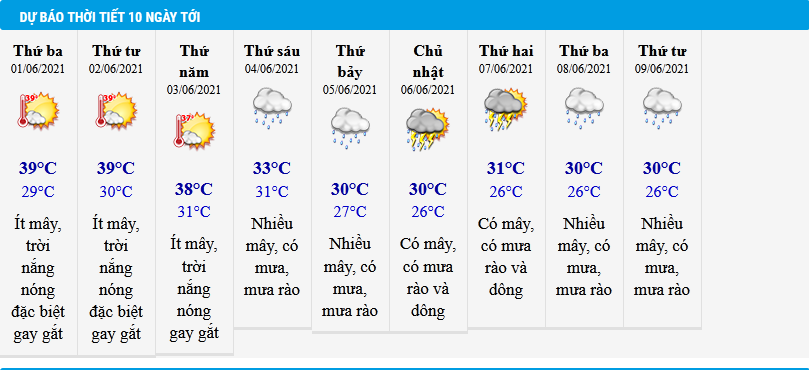 DỰ BÁO THỜI TIẾT 10 NGÀY TỚI
Thứ ba
01/06/2021
39°
39°C
29°C
Ít mây,
trời
nắng
nóng
đặc biệt
gay gắt
Thứ tư
02/06/2021
39°
39°C
30°C
Ít mây,
trời
nắng
nóng
đặc biệt
gay gắt
Thứ
năm
03/06/2021
37°
38°C
31°C
Ít mây,
trời
nắng
nóng
gay gắt
Thứ sáu
04/06/2021
33°C
31°C
Nhiều
mây, có
mưa,
mưa rào
Thứ
bảy
05/06/2021
30°C
27°C
Nhiều
mây, có
mưa,
mưa rào
Chủ
nhật
06/06/2021
30°C
26°C
Có mây,
có mưa
rào và
dông
Thứ hai
07/06/2021
31°C
26°C
Có mây,
có mưa
rào và
dông
Thứ ba
08/06/2021
30°C
26°C
Nhiều
mây, có
mưa,
mưa rào
Thứ tư
09/06/2021
30°C
26°C
Nhiều
mây, có
mưa,
mưa rào